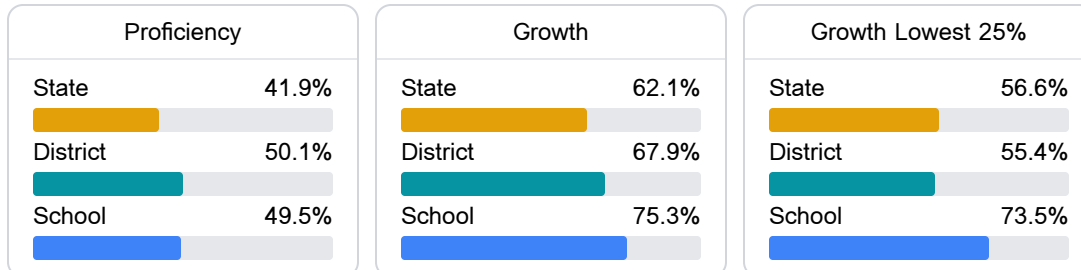 Proficiency
State 41.9%
District 50.1%
School 49.5%
Growth
State 62.1%
District 67.9%
School 75.3%
Growth Lowest 25%
State 56.6%
District 55.4%
School 73.5%